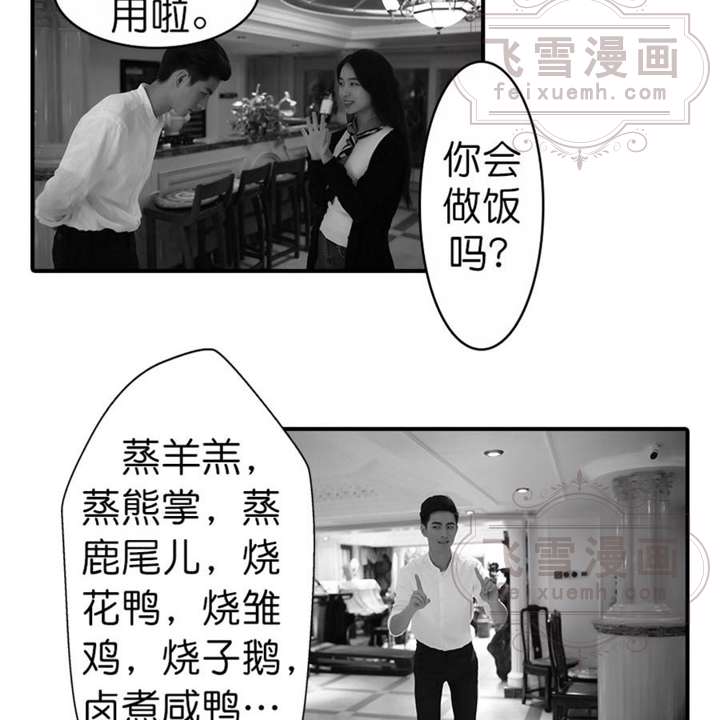 用啦。
飞雪漫画
feixuemh.com
你会
做饭
吗？
蒸羊羔，
蒸熊掌，蒸
鹿尾儿，烧
花鸭，烧雏
鸡，烧子鹅，
卤煮咸鸭…
飞雪漫画
feixuemh.com